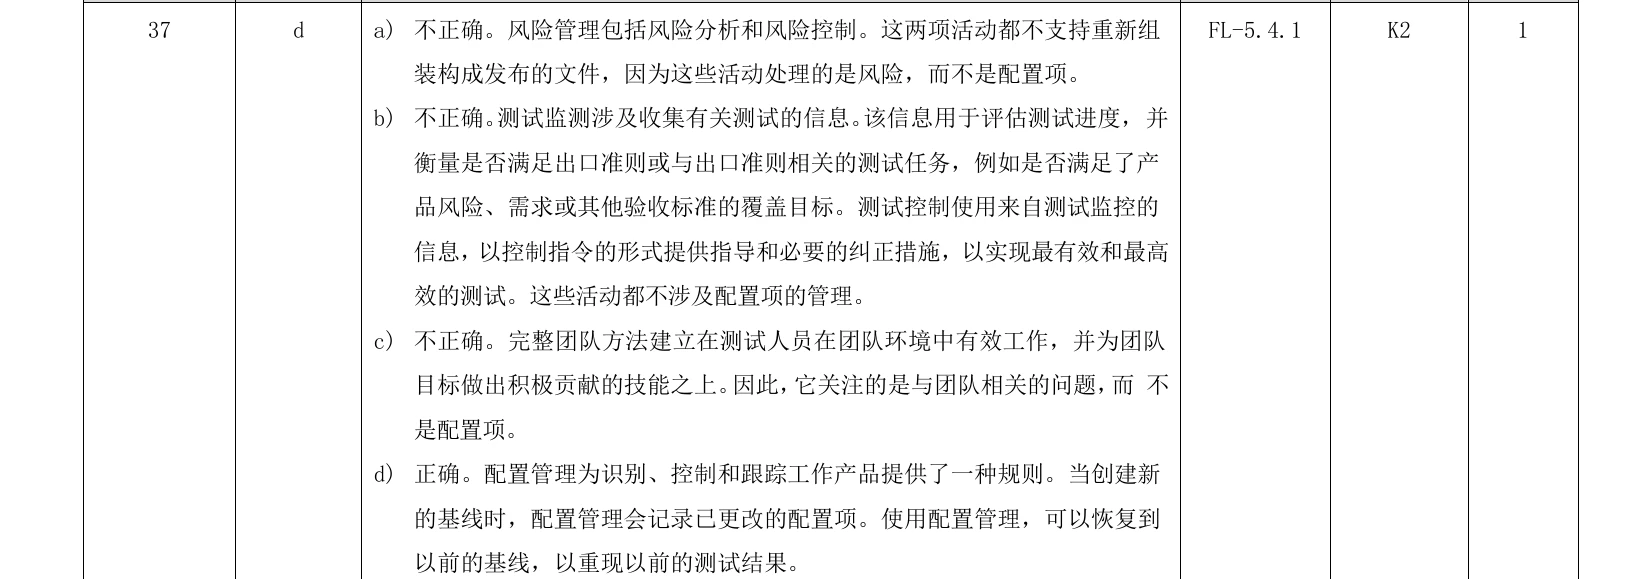 37 d a) 不正确。风险管理包括风险分析和风险控制。这两项活动都不支持重新组 FL-5.4.1 K2 1
装构成发布的文件，因为这些活动处理的是风险，而不是配置项。
b) 不正确。测试监测涉及收集有关测试的信息。该信息用于评估测试进度，并
衡量是否满足出口准则或与出口准则相关的测试任务，例如是否满足了产
品风险、需求或其他验收标准的覆盖目标。测试控制使用来自测试监控的
信息，以控制指令的形式提供指导和必要的纠正措施，以实现最有效和最高
效的测试。这些活动都不涉及配置项的管理。
c) 不正确。完整团队方法建立在测试人员在团队环境中有效工作，并为团队
目标做出积极贡献的技能之上。因此，它关注的是与团队相关的问题，而 不
是配置项。
d) 正确。配置管理为识别、控制和跟踪工作产品提供了一种规则。当创建新
的基线时，配置管理会记录已更改的配置项。使用配置管理，可以恢复到
以前的基线，以重现以前的测试结果。